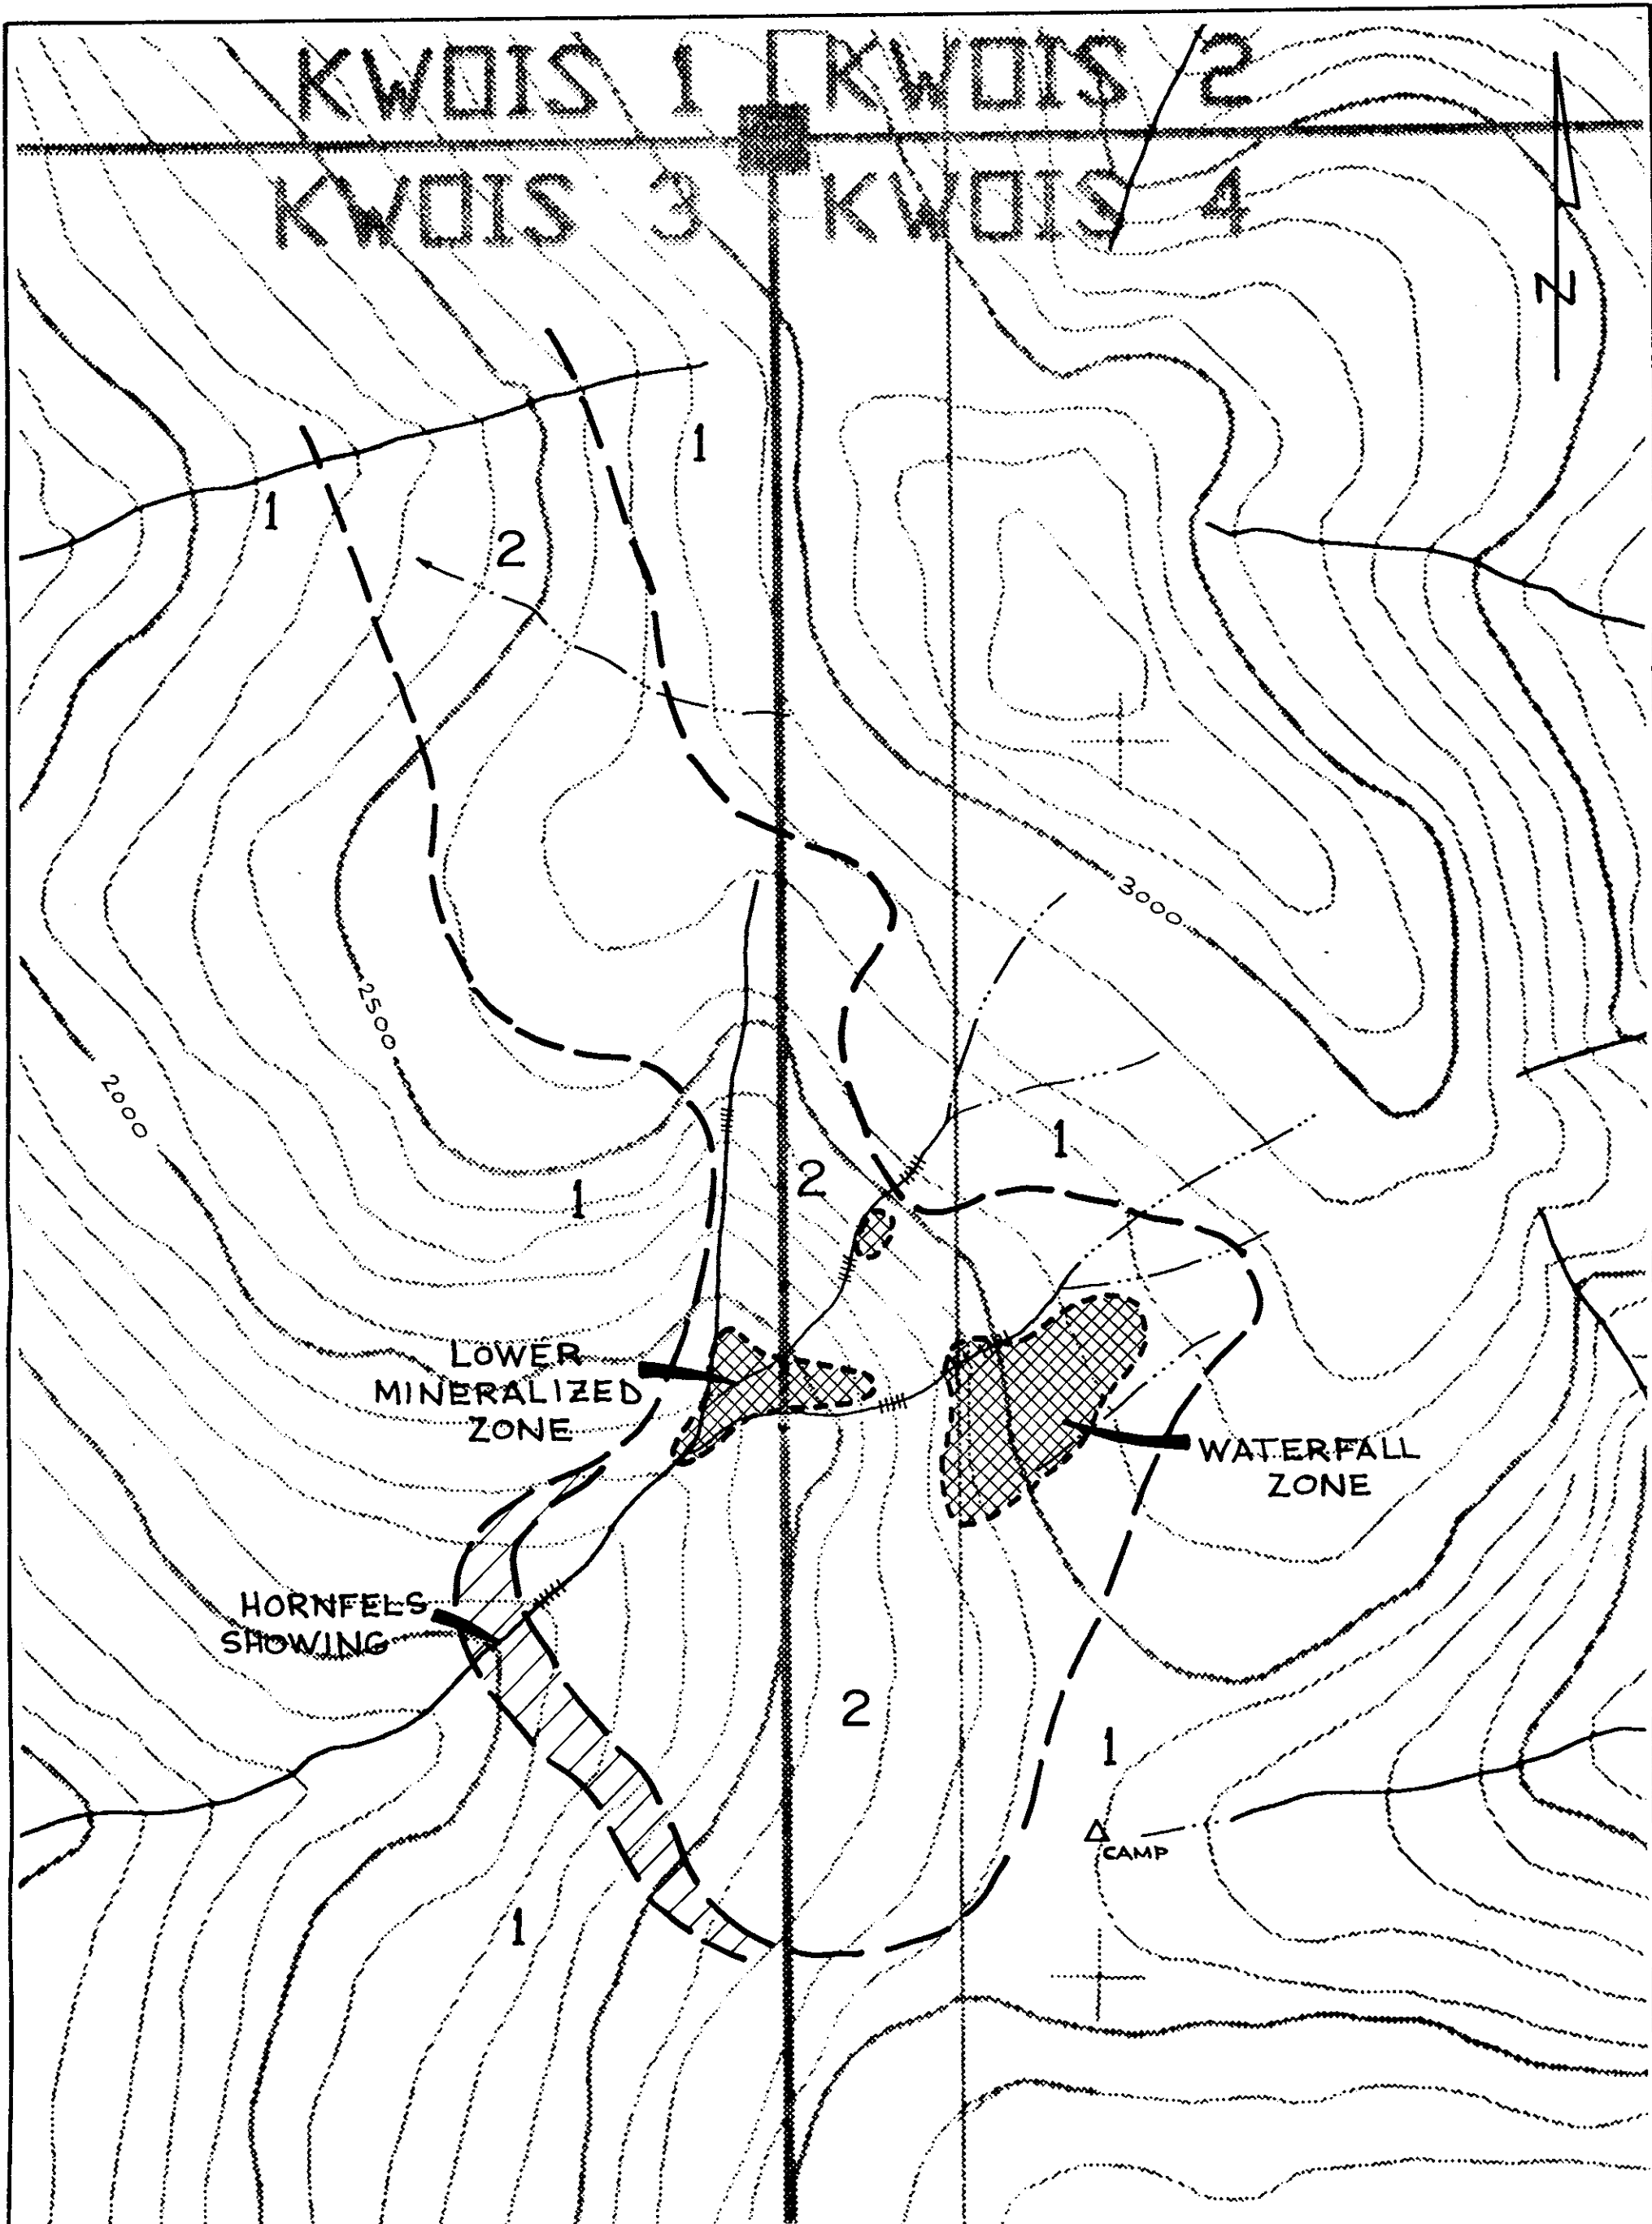 KWOIS 1 KWOIS 2
KWOIS 3 KWOIS 4
N
1
1
2
3000
2500
2000
1
2
1
LOWER
MINERALIZED
ZONE
WATERFALL
ZONE
HORNFELS
SHOWING
2
1
CAMP
1